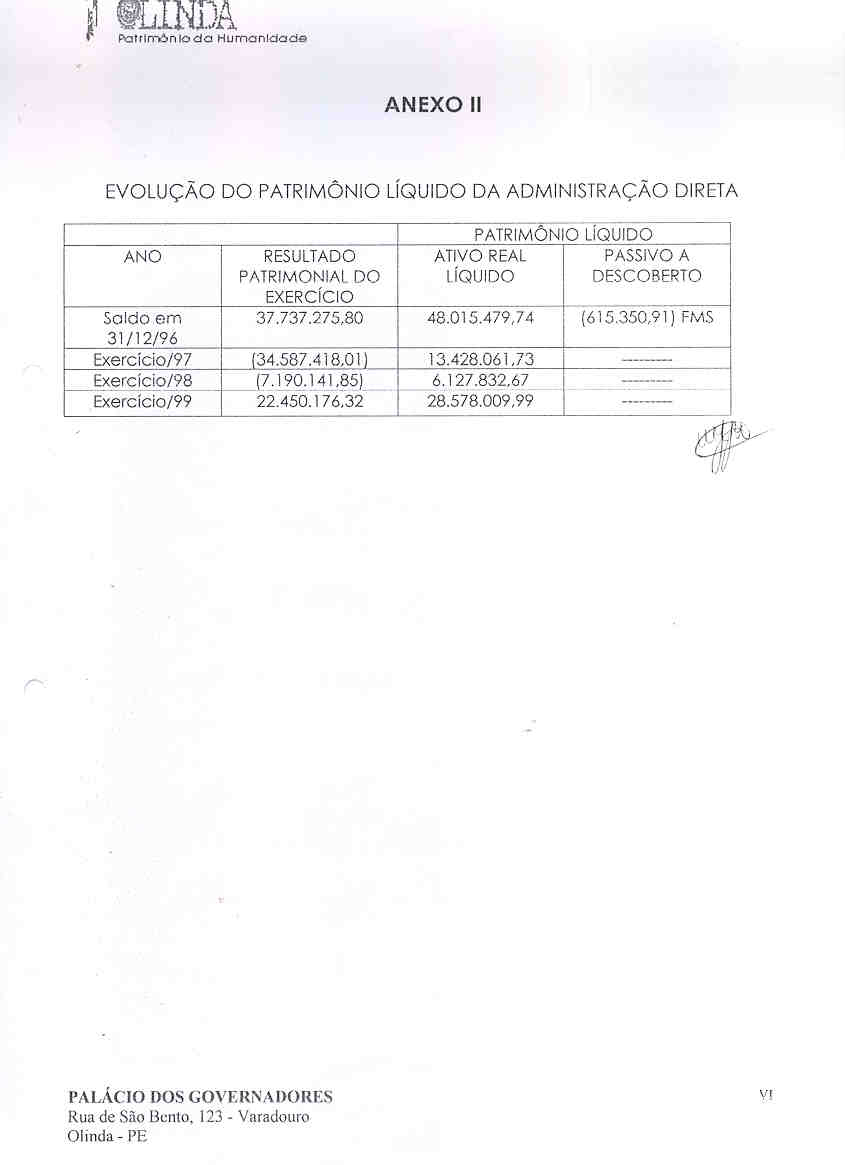 OLINDA
Patrimônio da Humanidade
ANEXO II
EVOLUÇÃO DO PATRIMÔNIO LÍQUIDO DA ADMINISTRAÇÃO DIRETA
PATRIMÔNIO LÍQUIDO
ANO RESULTADO PATRIMONIAL DO EXERCÍCIO ATIVO REAL LÍQUIDO PASSIVO A DESCOBERTO
Saldo em 31/12/96 37.737.275,80 48.015.479,74 (615.350,91) FMS
Exercício/97 (34.587.418,01) 13.428.061,73 ---------
Exercício/98 (7.190.141,85) 6.127.832,67 ---------
Exercício/99 22.450.176,32 28.578.009,99 ---------
PALÁCIO DOS GOVERNADORES
Rua de São Bento, 123 - Varadouro
Olinda - PE
VI